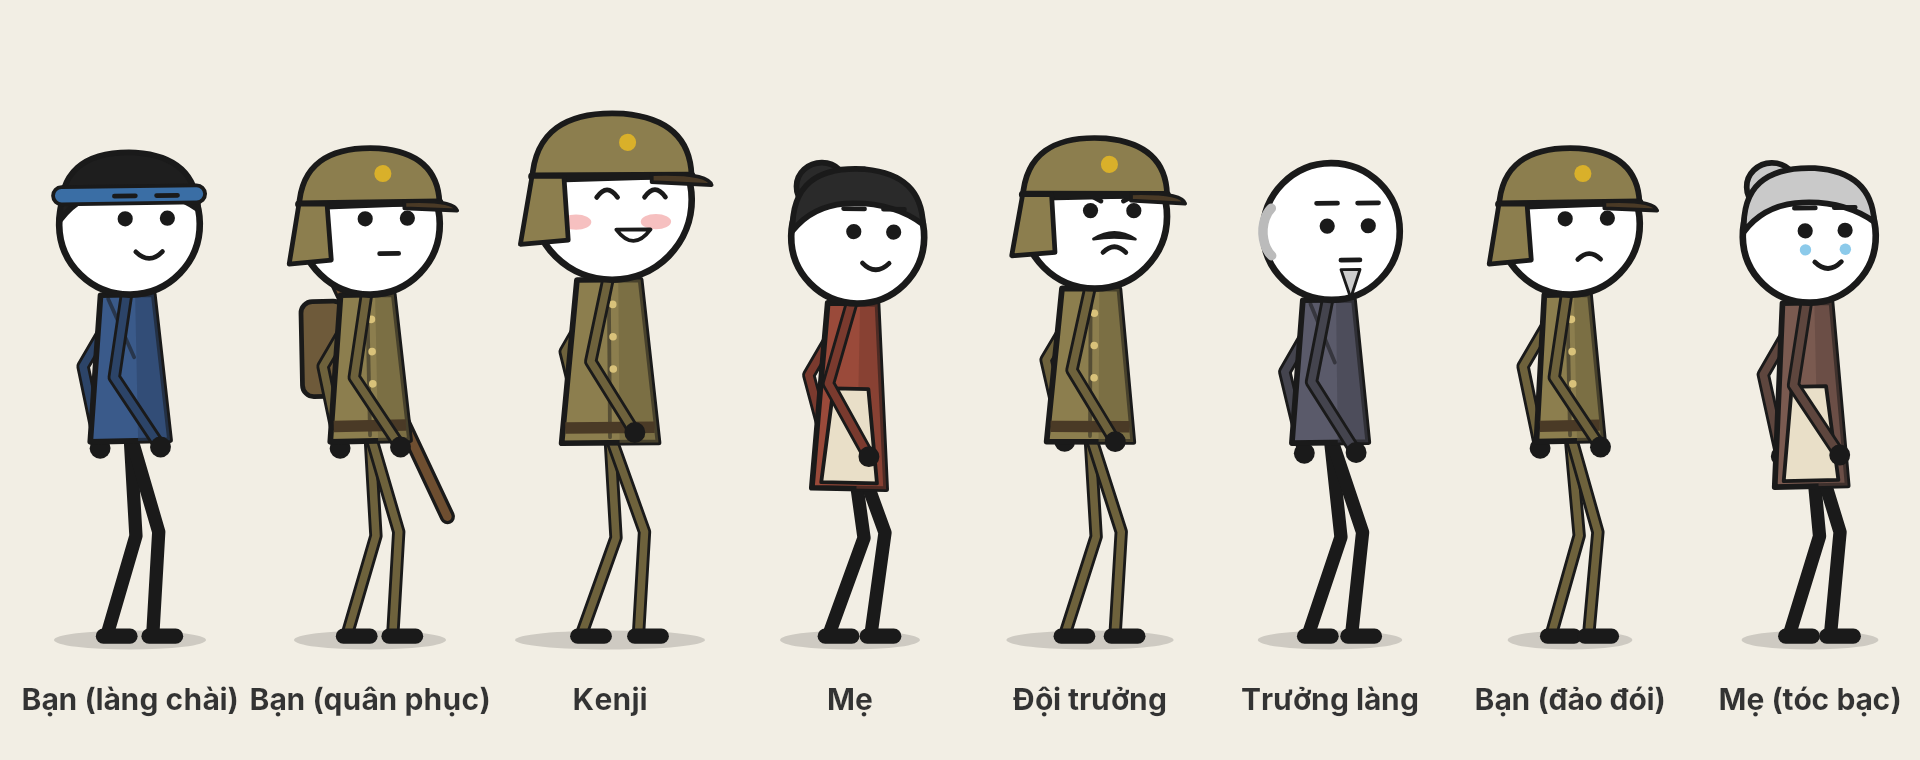 Bạn (làng chài)
Bạn (quân phục)
Kenji
Mẹ
Đội trưởng
Trưởng làng
Bạn (đảo đói)
Mẹ (tóc bạc)